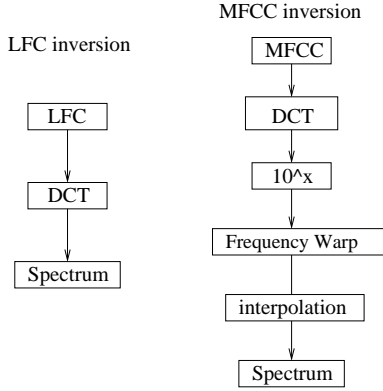 LFC inversion
LFC
DCT
Spectrum
MFCC inversion
MFCC
DCT
10^x
Frequency Warp
interpolation
Spectrum